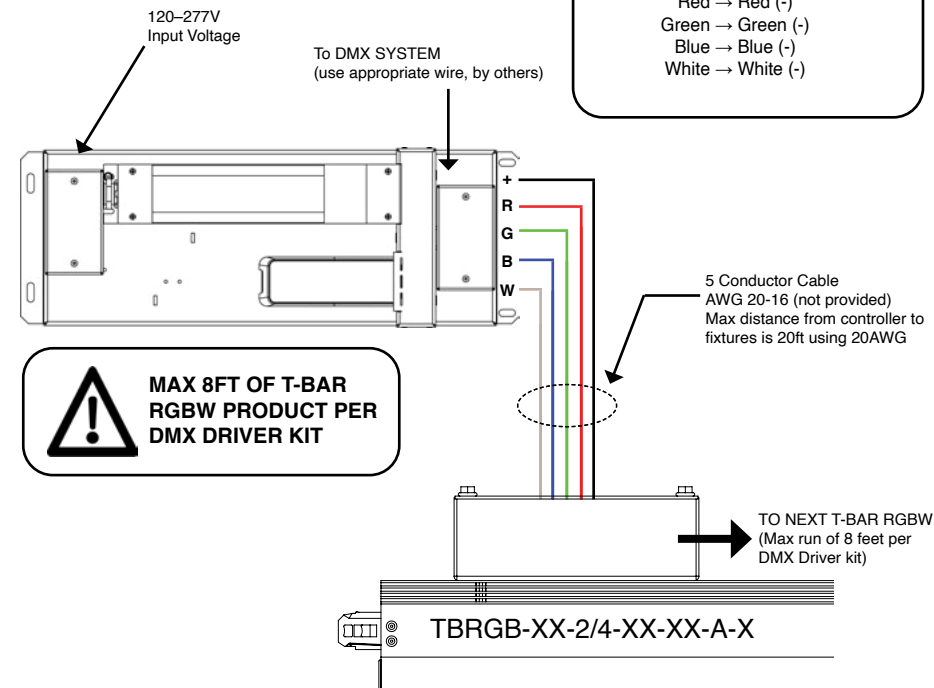 Red → Red (-)
Green → Green (-)
Blue → Blue (-)
White → White (-)
120–277V
Input Voltage
To DMX SYSTEM
(use appropriate wire, by others)
+
R
G
B
W
5 Conductor Cable
AWG 20-16 (not provided)
Max distance from controller to
fixtures is 20ft using 20AWG
MAX 8FT OF T-BAR
RGBW PRODUCT PER
DMX DRIVER KIT
TO NEXT T-BAR RGBW
(Max run of 8 feet per
DMX Driver kit)
TBRGB-XX-2/4-XX-XX-A-X